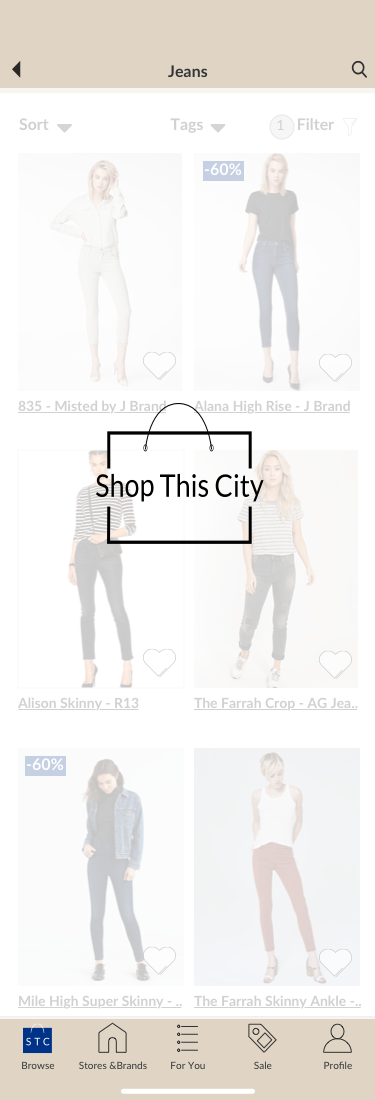 Jeans
Sort Tags 1 Filter
-60%
835 - Misted by J Brand Alana High Rise - J Brand
Shop This City
Alison Skinny - R13 The Farrah Crop - AG Jea..
-60%
Mile High Super Skinny - .. The Farrah Skinny Ankle -..
STC
Browse Stores &Brands For You Sale Profile